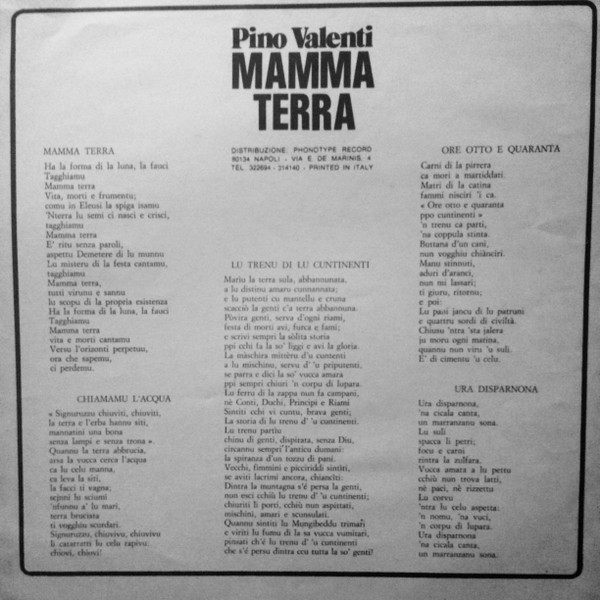 Pino Valenti
MAMMA
TERRA
DISTRIBUZIONE: PHONOTYPE RECORD
80134 NAPOLI - VIA E. DE MARINIS, 4
TEL. 322694 - 314140 - PRINTED IN ITALY
MAMMA TERRA
Ha la forma di la luna, la fauci
Tagghiamu
Mamma terra
Vita, morti e frumentu;
comu in Eleusi la spiga isamu
'Nterra lu semi ci nasci e crisci,
tagghiamu
Mamma terra
E' ritu senza paroli,
aspettu Demetere di lu munnu
Lu misteru di la festa cantamu,
tagghiamu
Mamma terra,
tutti virunu e sannu
lu scopu di la propria esistenza
Ha la forma di la luna, la fauci
Tagghiamu
Mamma terra
vita e morti cantamu
Versu l'orizonti perpetuu,
ora che sapemu,
ci perdemu.
CHIAMAMU L'ACQUA
« Signuruzzu chiuviti, chiuviti,
la terra e l'erba hannu siti,
mannatini una bona
senza lampi e senza trona ».
Quannu la terra abbrucia,
arsa la vucca cerca l'acqua
ca lu celu manna,
ca leva la siti,
la facci ti vagna;
sejnni lu sciumi
'nfunnu a' lu mari,
terra bruciata
ti vogghiu scurdari.
Signuruzzu, chiuvivu, chiuvivu
li catarratti lu celu rapivu:
chiovi, chiovi!
LU TRENU DI LU CUNTINENTI
Mariu la terra sula, abbannunata,
a lu distinu amaru cunnannata;
e lu putenti cu mantellu e cruna
scacciò la genti c'a terra abbannuna.
Pòvira genti, serva d'ogni riami,
festa di morti avi, furca e fami;
e scrivi sempri la sòlita storia
ppi cchi fa la so' liggi e avi la gloria.
La màschira mittèru d'u cuntenti
a lu mischinu, servu d' 'u priputenti,
se parra e dici la so' vucca amara
ppi sempri chiuri 'n corpu di lupara.
Lu ferru di la zappa nun fa campani,
nè Conti, Duchi, Principi e Riami
Sintiti cchi vi cuntu, brava genti;
La storia di lu trenu d' 'u cuntinenti.
Lu trenu partiu
chinu di genti, dispirata, senza Diu,
circannu sempri l'anticu dumani:
la spiranza d'un tozzu di pani.
Vecchi, fimmini e picciriddi sintìti,
se aviti lacrimi ancora, chiancìti:
Dintra la muntagna s'é persa la genti,
nun esci cchiù lu trenu d' 'u cuntinenti;
chiuriti li porti, cchiù nun aspittati,
mischini, amari e scunsulati.
Quannu sintiti lu Mungibeddu trimari
e viriti lu fumu di la sa vucca vumitari,
pinsati ch'é lu trenu d' 'u cuntinenti
che s'é persu dintra ccu tutta la so' genti!
ORE OTTO E QUARANTA
Carni di la pirrera
ca mori a martiddati.
Matri di la catina
fammi nisciri 'i ca.
« Ore otto e quaranta
ppo cuntinenti »
'n trenu ca parti,
'na coppula stinta.
Buttana d'un cani,
nun vogghiu chiànciri
Manu stinnuti,
aduri d'aranci,
nun mi lassari;
ti giuru, ritornu;
e poi:
Lu pani jancu di lu patruni
e quattru sordi di civiltà.
Chiusu 'ntra 'sta jalera
ju moru ogni matina,
quannu nun viru 'u suli.
E' di cimentu 'u celu.
URA DISPARNONA
Ura disparnona,
'na cicala canta,
un marranzanu sona.
Lu suli
spacca li petri;
focu e carni
rintra la zulfara.
Vucca amara a lu pettu
cchiù nun trova latti,
nè paci, nè rizzettu
Lu corvu
'ntra lu celu aspetta:
'n nomu, 'na vuci,
'n corpu di lupara.
Ura disparnona
'na cicala canta,
un marranzanu sona.